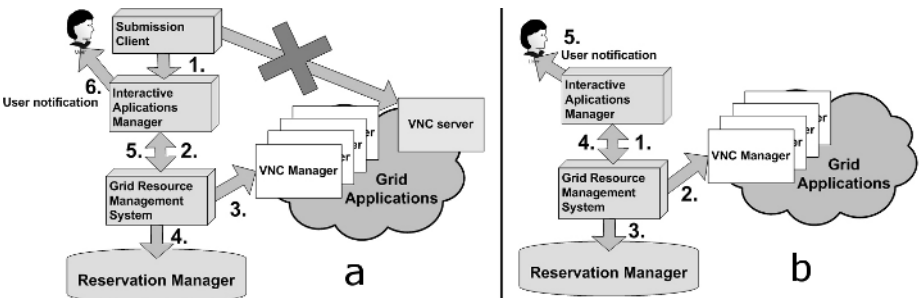 Submission
Client
User
1.
6.
User notification
Interactive
Aplications
Manager
VNC server
5.
2.
VNC Manager
Grid
Applications
Grid Resource
Management
System
3.
4.
Reservation Manager
a
5.
User notification
Interactive
Aplications
Manager
4.
1.
VNC Manager
Grid
Applications
Grid Resource
Management
System
2.
3.
Reservation Manager
b